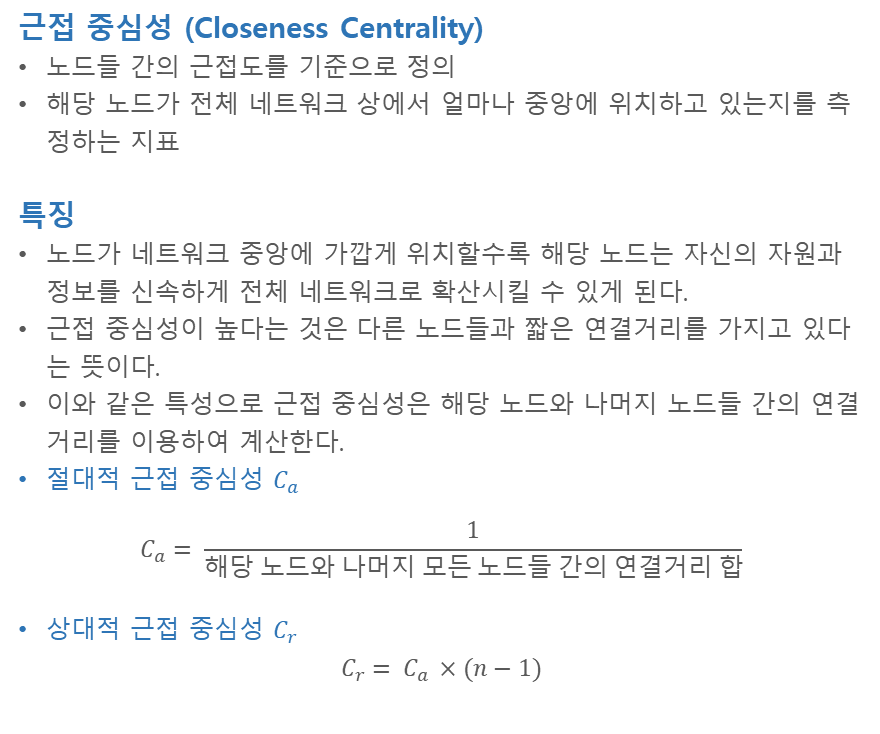 근접 중심성 (Closeness Centrality)
• 노드들 간의 근접도를 기준으로 정의
• 해당 노드가 전체 네트워크 상에서 얼마나 중앙에 위치하고 있는지를 측
정하는 지표
특징
• 노드가 네트워크 중앙에 가깝게 위치할수록 해당 노드는 자신의 자원과
정보를 신속하게 전체 네트워크로 확산시킬 수 있게 된다.
• 근접 중심성이 높다는 것은 다른 노드들과 짧은 연결거리를 가지고 있다
는 뜻이다.
• 이와 같은 특성으로 근접 중심성은 해당 노드와 나머지 노드들 간의 연결
거리를 이용하여 계산한다.
• 절대적 근접 중심성 Cₐ
1
Cₐ =
해당 노드와 나머지 모든 노드들 간의 연결거리 합
• 상대적 근접 중심성 Cᵣ
Cᵣ = Cₐ × (n − 1)